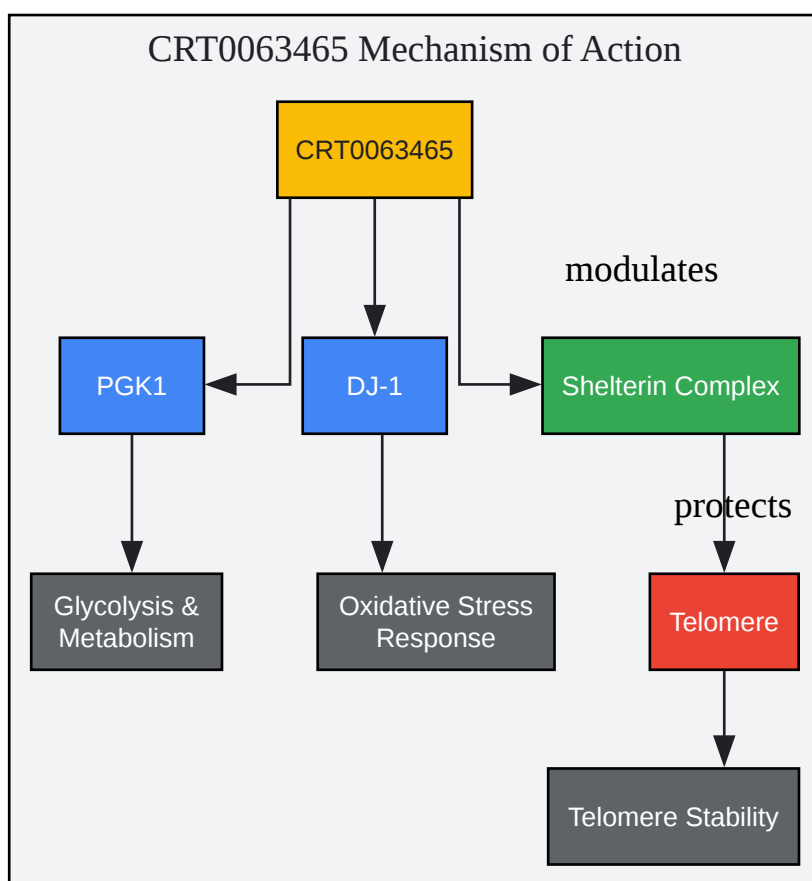 CRT0063465 Mechanism of Action
CRT0063465
modulates
PGK1
DJ-1
Shelterin Complex
protects
Glycolysis &
Metabolism
Oxidative Stress
Response
Telomere
Telomere Stability